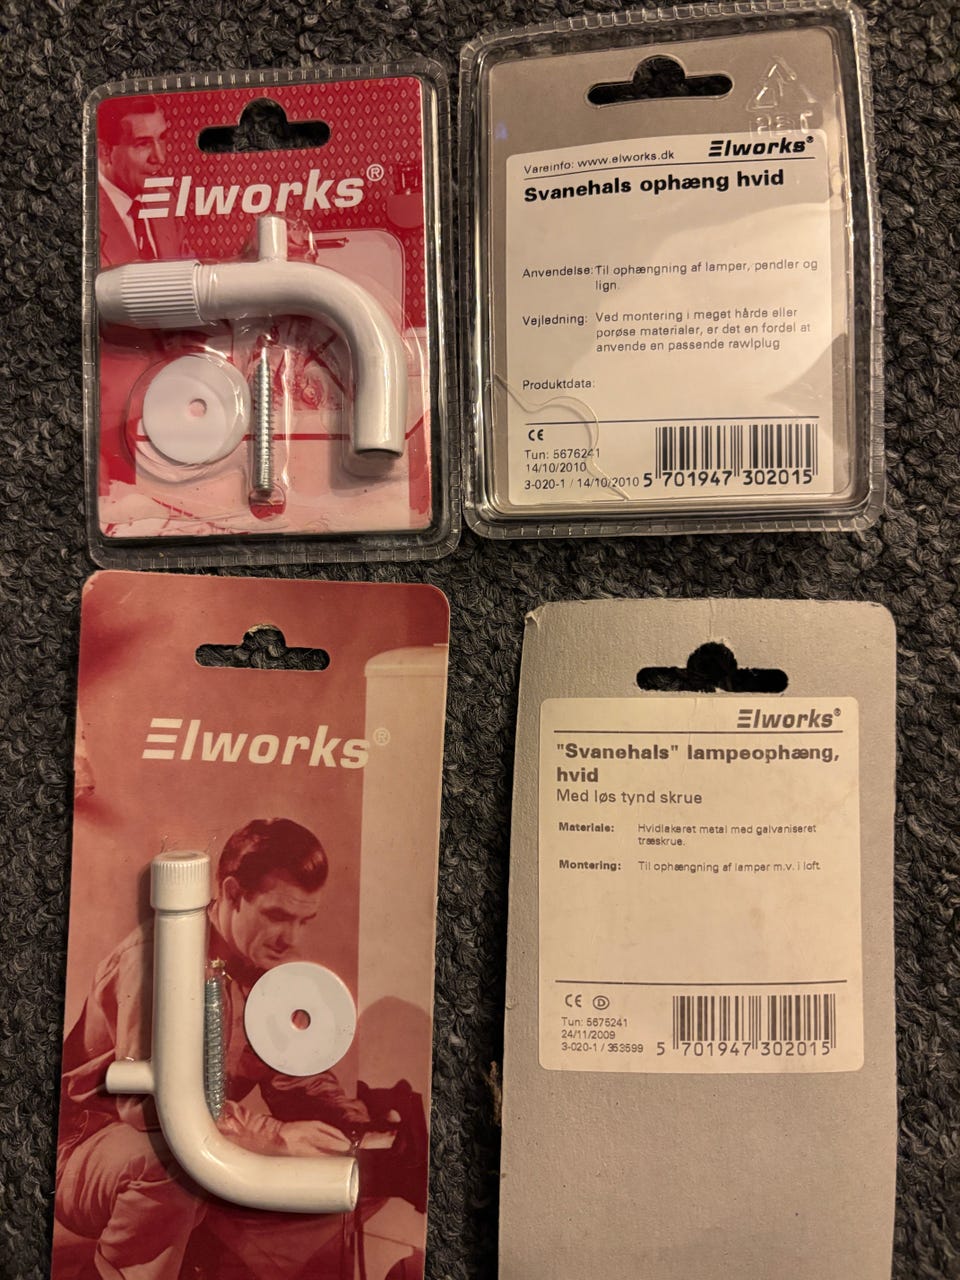 Elworks®
Vareinfo: www.elworks.dk
Elworks®
Svanehals ophæng hvid
Anvendelse: Til ophængning af lamper, pendler og
lign.
Vejledning: Ved montering i meget hårde eller
porøse materialer, er det en fordel at
anvende en passende rawlplug
Produktdata:
CE
Tun: 5676241
14/10/2010
3-020-1 / 14/10/2010
5 701947 302015
Elworks®
Elworks®
"Svanehals" lampeophæng,
hvid
Med løs tynd skrue
Materiale: Hvidlakeret metal med galvaniseret
træskrue.
Montering: Til ophængning af lamper m.v. i loft.
CE D
Tun: 5675241
24/11/2009
3-020-1 / 353599
5 701947 302015